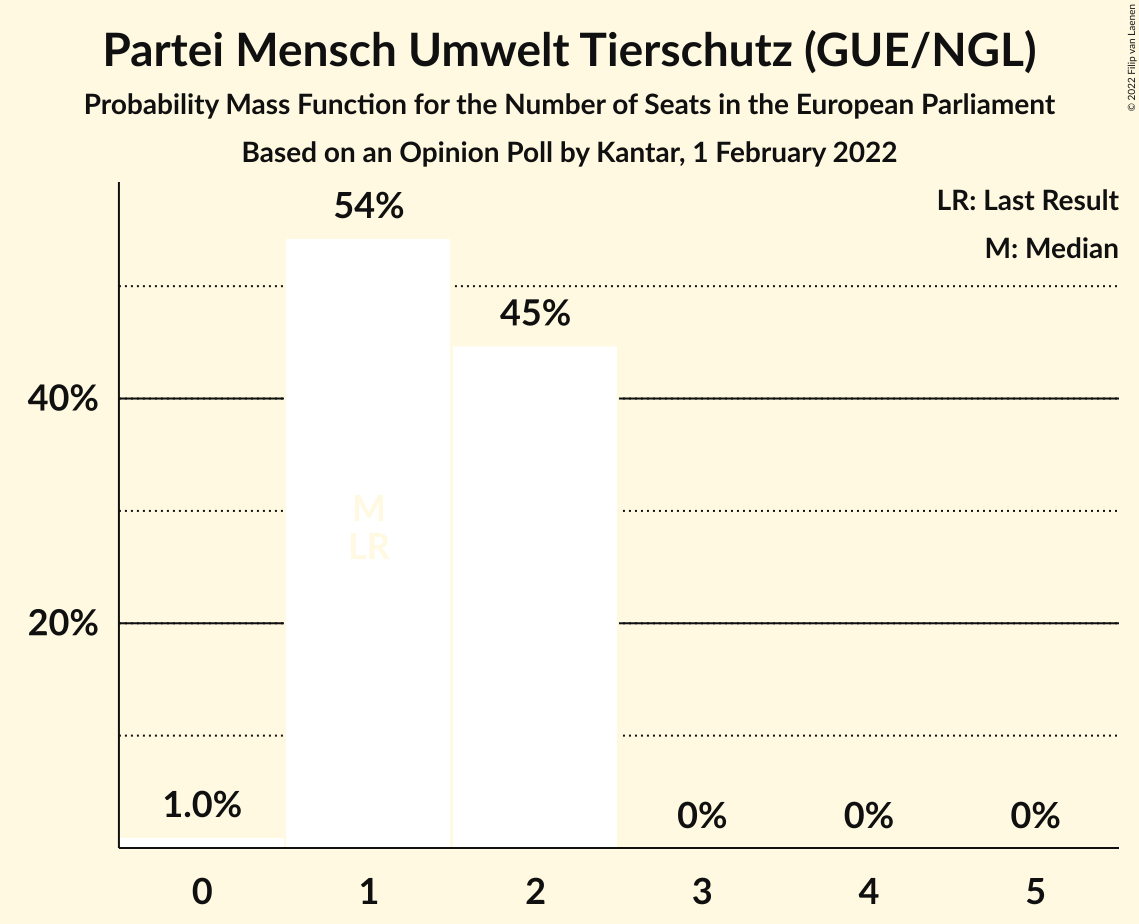 Partei Mensch Umwelt Tierschutz (GUE/NGL)
Probability Mass Function for the Number of Seats in the European Parliament
Based on an Opinion Poll by Kantar, 1 February 2022
© 2022 Filip van Laenen
LR: Last Result
M: Median
54%
45%
40%
M
LR
20%
1.0%
0%
0%
0%
0
1
2
3
4
5